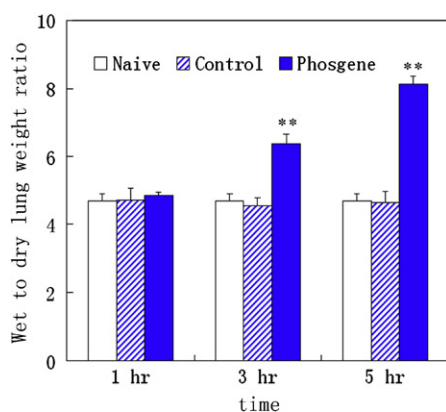 10
8
6
4
2
0
Wet to dry lung weight ratio
Naive Control Phosgene
**
**
1 hr 3 hr 5 hr
time